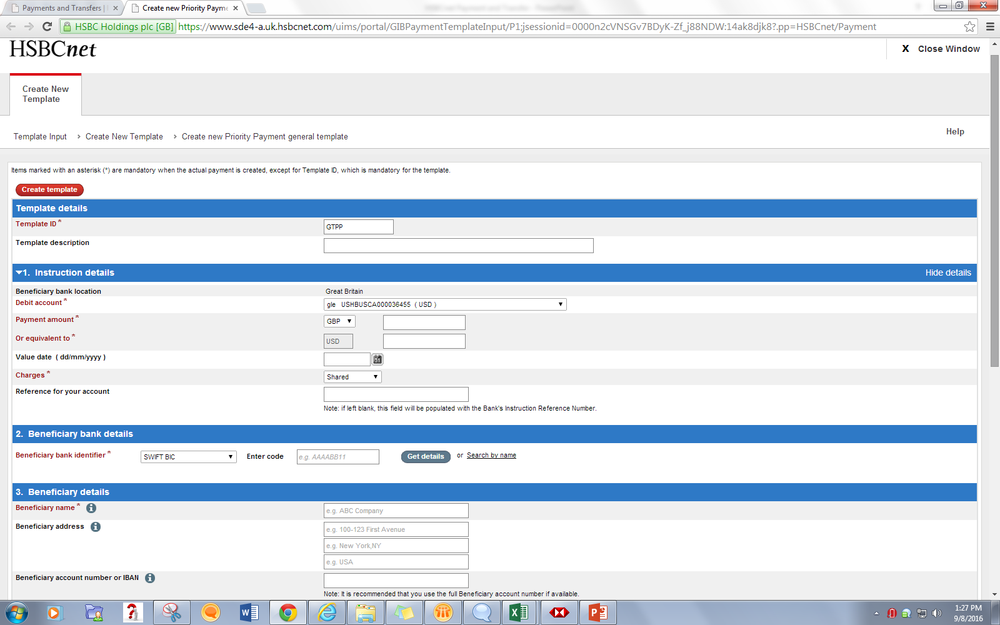 Payments and Transfers |
Create new Priority Payme
HSBC Holdings plc [GB]
https://www.sde4-a.uk.hsbcnet.com/uims/portal/GIBPaymentTemplateInput/P1;jsessionid=0000n2cVNSGv7BDyK-Zf_j88NDW:14ak8djk8?.pp=HSBCnet/Payment
HSBCnet
X Close Window
Create New
Template
Template Input › Create New Template › Create new Priority Payment general template
Help
Items marked with an asterisk (*) are mandatory when the actual payment is created, except for Template ID, which is mandatory for the template.
Create template
Template details
Template ID *
GTPP
Template description
1. Instruction details
Hide details
Beneficiary bank location
Great Britain
Debit account *
gle USHBUSCA000036455 ( USD )
Payment amount *
GBP
Or equivalent to *
USD
Value date ( dd/mm/yyyy )
31
Charges *
Shared
Reference for your account
Note: if left blank, this field will be populated with the Bank's Instruction Reference Number.
2. Beneficiary bank details
Beneficiary bank identifier *
SWIFT BIC
Enter code
e.g. AAAABB11
Get details
or Search by name
3. Beneficiary details
Beneficiary name *
e.g. ABC Company
Beneficiary address
e.g. 100-123 First Avenue
e.g. New York,NY
e.g. USA
Beneficiary account number or IBAN
Note: It is recommended that you use the full Beneficiary account number if available.
1:27 PM
9/8/2016